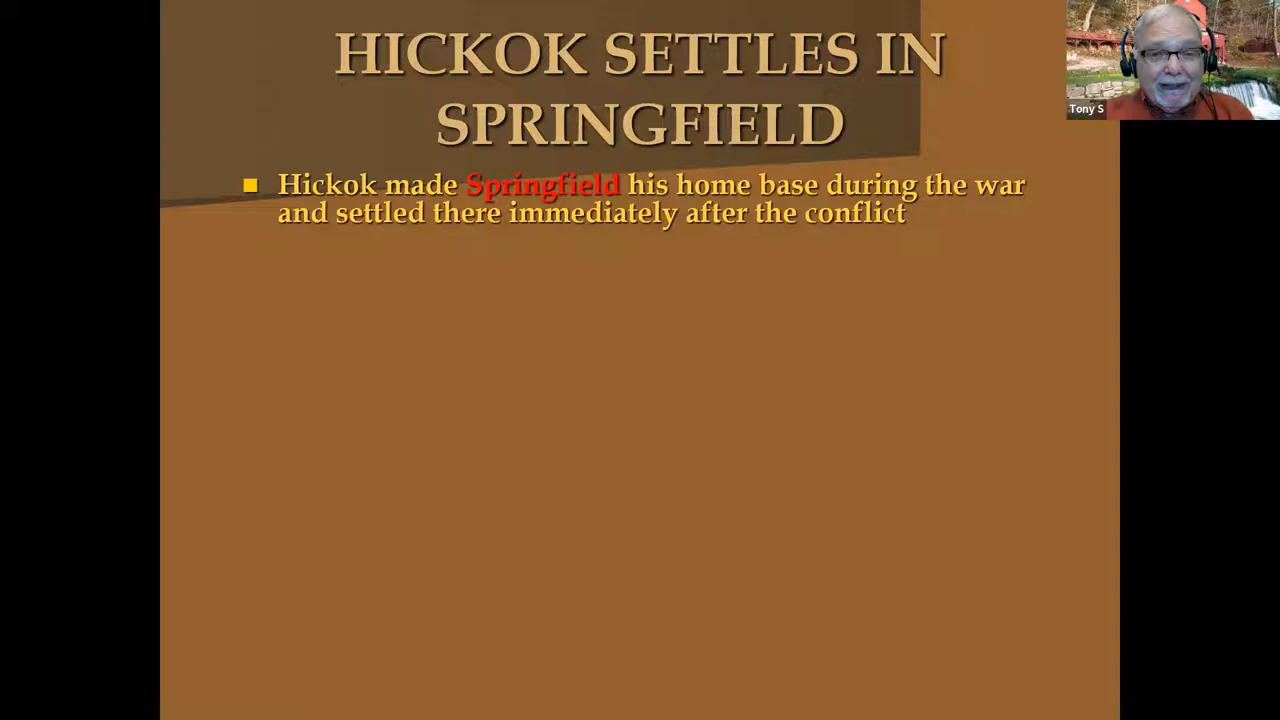 HICKOK SETTLES IN
SPRINGFIELD
Tony S
Hickok made Springfield his home base during the war
and settled there immediately after the conflict